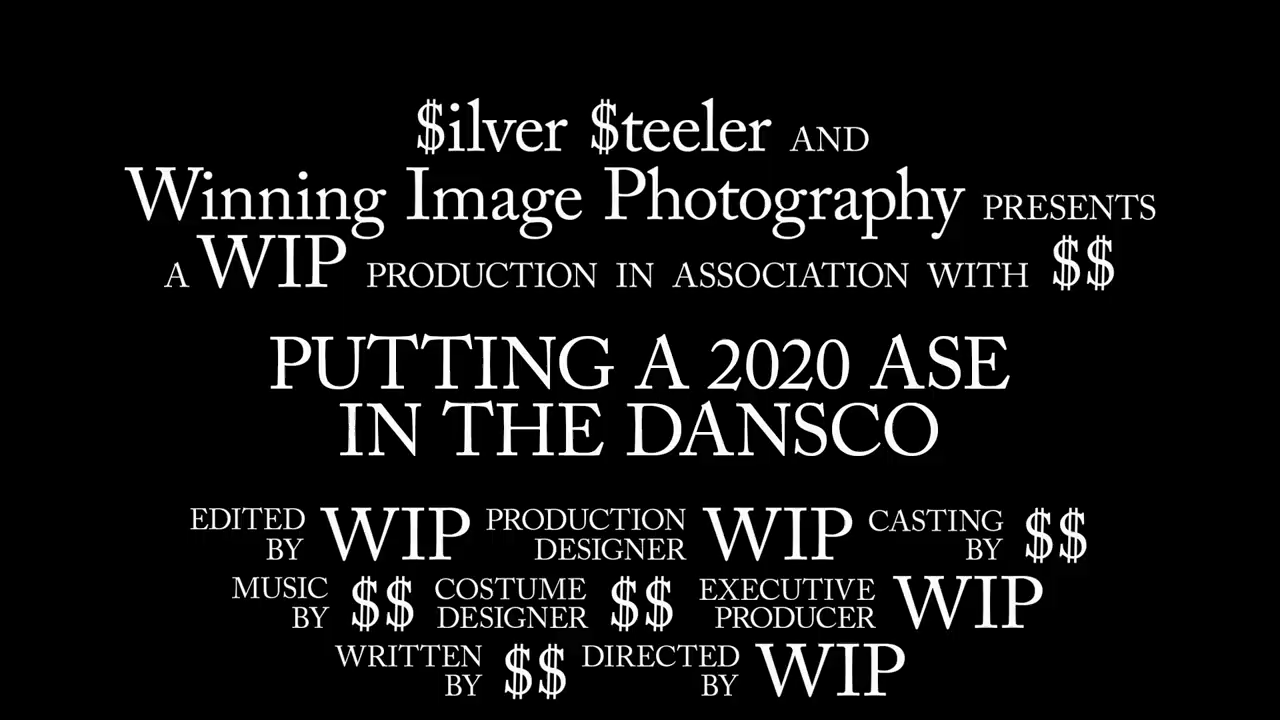 $ilver $teeler AND
Winning Image Photography PRESENTS
A WIP PRODUCTION IN ASSOCIATION WITH $$
PUTTING A 2020 ASE
IN THE DANSCO
EDITED BY WIP PRODUCTION DESIGNER WIP CASTING BY $$
MUSIC BY $$ COSTUME DESIGNER $$ EXECUTIVE PRODUCER WIP
WRITTEN BY $$ DIRECTED BY WIP